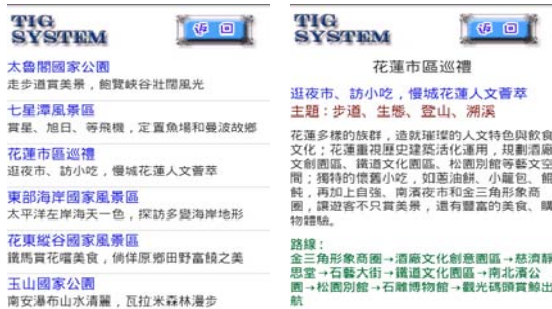 TIG
SYSTEM
返 回
太魯閣國家公園
走步道賞美景，飽覽峽谷壯闊風光
七星潭風景區
賞星、旭日、等飛機，定置魚場和曼波故鄉
花蓮市區巡禮
逛夜市、訪小吃，慢城花蓮人文薈萃
東部海岸國家風景區
太平洋左岸海天一色，探訪多變海岸地形
花東縱谷國家風景區
鐵馬賞花嚐美食，倘佯原鄉田野富饒之美
玉山國家公園
南安瀑布山水清麗，瓦拉米森林漫步
TIG
SYSTEM
返 回
花蓮市區巡禮
逛夜市、訪小吃，慢城花蓮人文薈萃
主題：步道、生態、登山、溯溪
花蓮多樣的族群，造就璀璨的人文特色與飲食
文化；花蓮重視歷史建築活化運用，規劃酒廠
文創園區、鐵道文化園區、松園別館等藝文空
間；獨特的懷舊小吃，如蔥油餅、小籠包、餛
飩，再加上自強、南濱夜市和金三角形象商
圈，讓遊客不只賞美景，還有豐富的美食、購
物體驗。
路線：
金三角形象商圈→酒廠文化創意園區→慈濟靜
思堂→石藝大街→鐵道文化園區→南北濱公
園→松園別館→石雕博物館→觀光碼頭賞鯨出
航